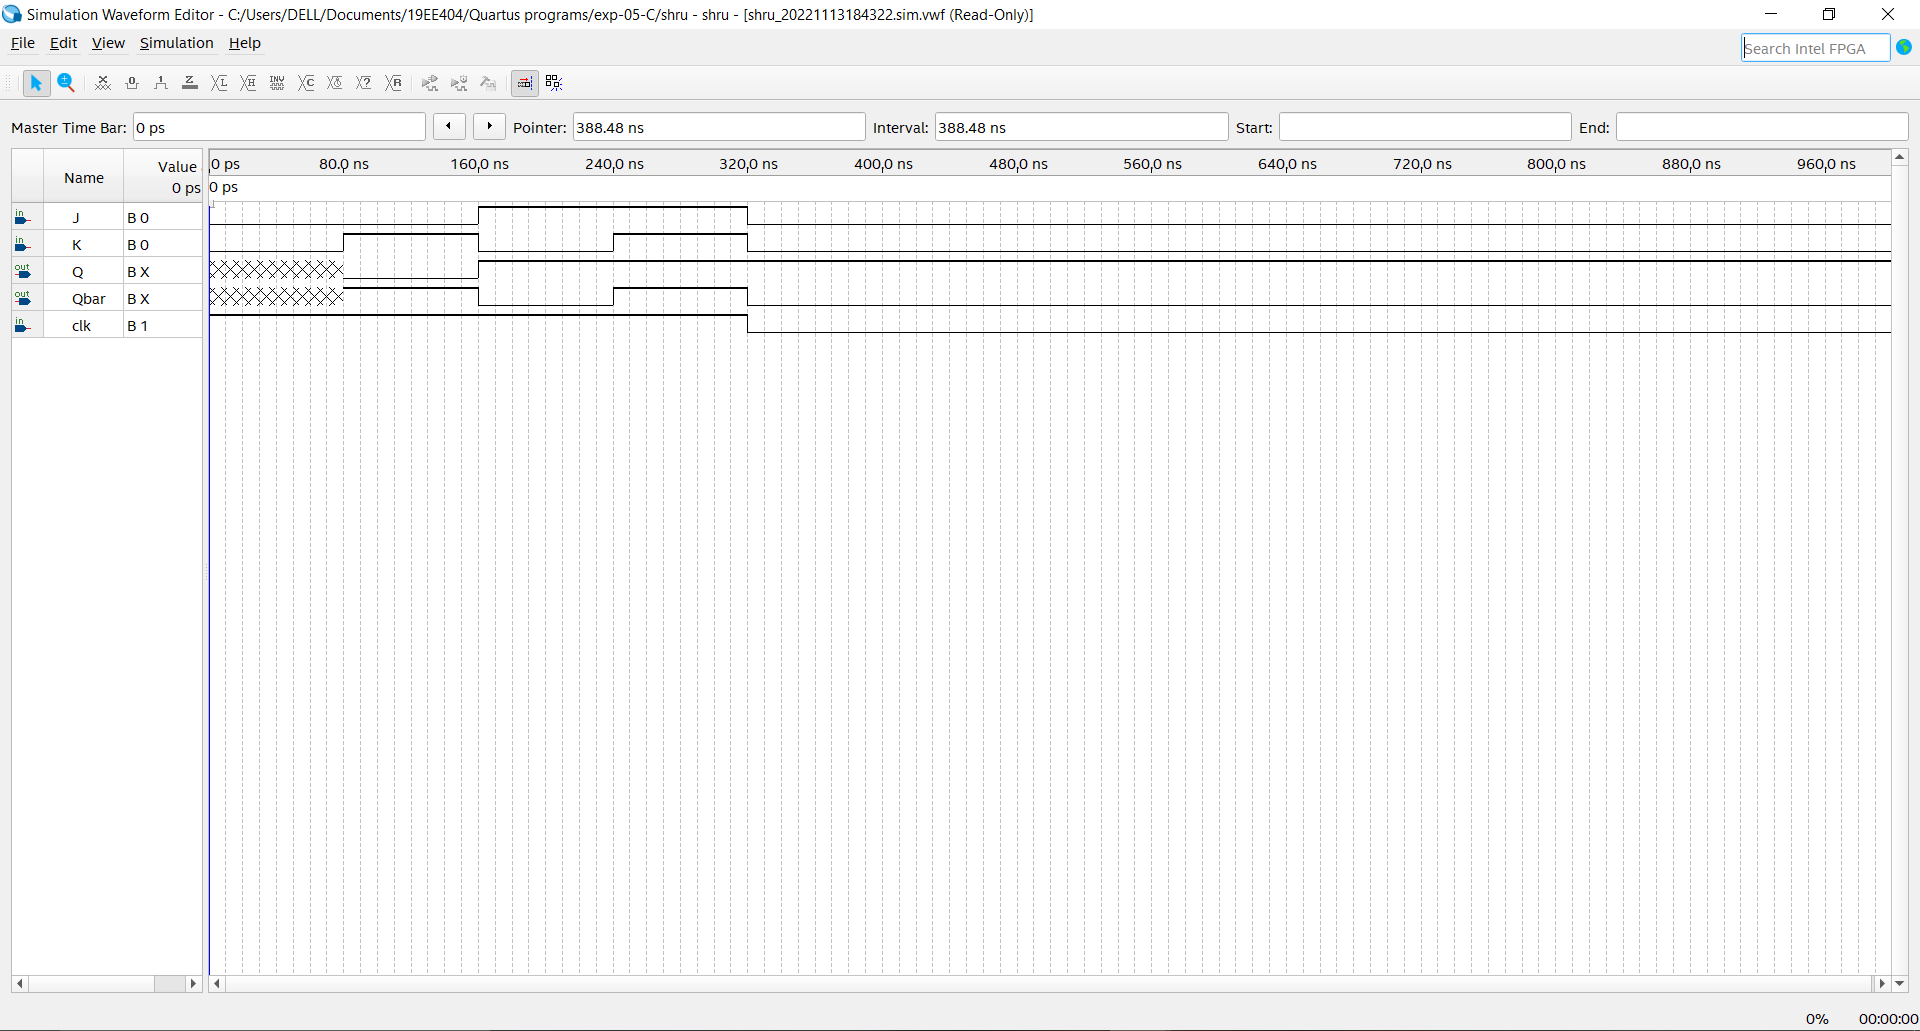 Simulation Waveform Editor - C:/Users/DELL/Documents/19EE404/Quartus programs/exp-05-C/shru - shru - [shru_20221113184322.sim.vwf (Read-Only)]
File Edit View Simulation Help
Search Intel FPGA
Master Time Bar: 0 ps Pointer: 388.48 ns Interval: 388.48 ns Start: End:
Name Value 0 ps
0 ps 80.0 ns 160.0 ns 240.0 ns 320.0 ns 400.0 ns 480.0 ns 560.0 ns 640.0 ns 720.0 ns 800.0 ns 880.0 ns 960.0 ns
0 ps
in J B 0
in K B 0
out Q B X
out Qbar B X
in clk B 1
0% 00:00:00